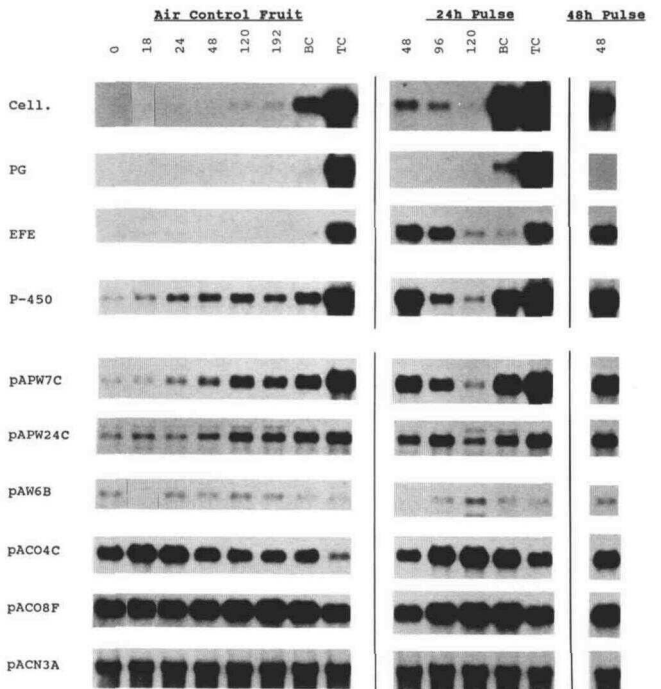 Air Control Fruit 24h Pulse 48h Pulse
0 18 24 48 120 192 BC TC 48 96 120 BC TC 48
Cell.
PG
EFE
P-450
pAPW7C
pAPW24C
pAW6B
pACO4C
pACO8F
pACN3A